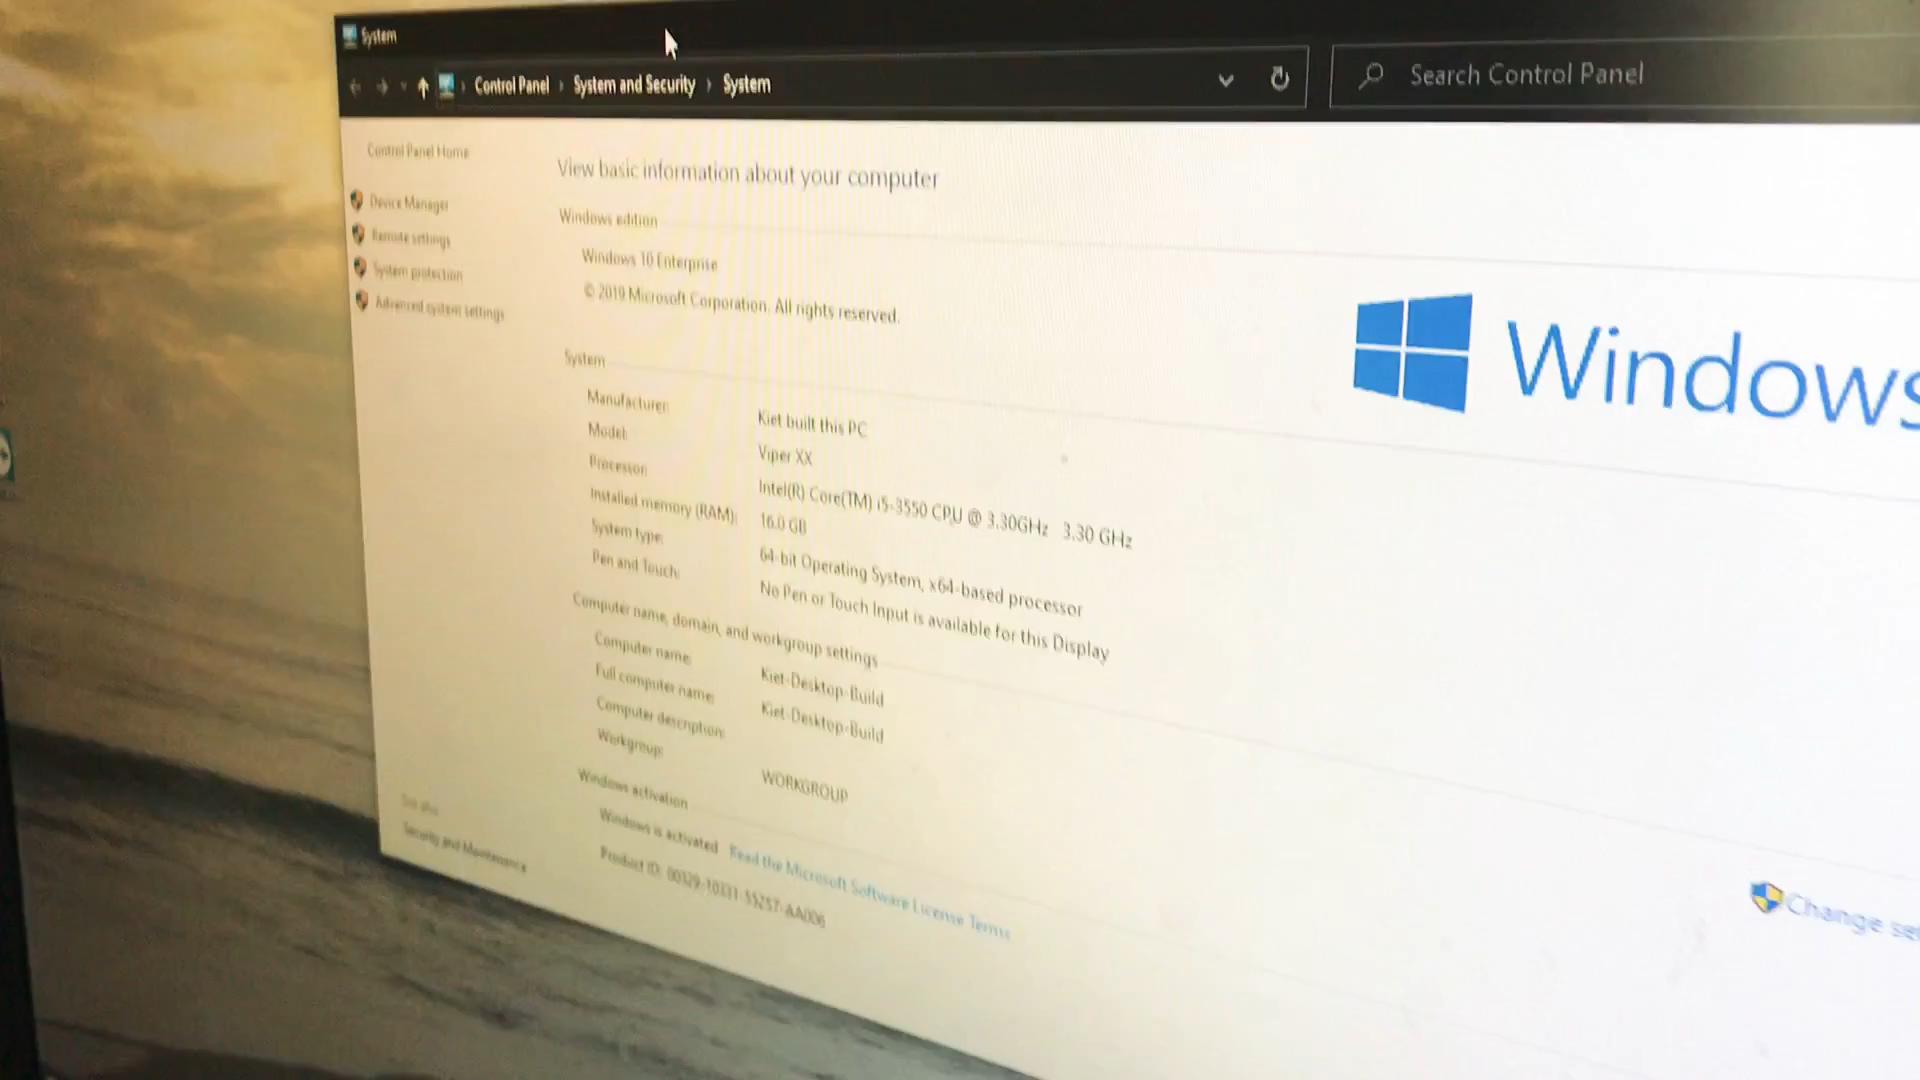 System
Control Panel › System and Security › System
Search Control Panel
Control Panel Home
Device Manager
Remote settings
System protection
Advanced system settings
View basic information about your computer
Windows edition
Windows 10 Enterprise
© 2019 Microsoft Corporation. All rights reserved.
Windows
System
Manufacturer: Kiet built this PC
Model: Viper XX
Processor: Intel(R) Core(TM) i5-3550 CPU @ 3.30GHz 3.30 GHz
Installed memory (RAM): 16.0 GB
System type: 64-bit Operating System, x64-based processor
Pen and Touch: No Pen or Touch Input is available for this Display
Computer name, domain, and workgroup settings
Computer name: Kiet-Desktop-Build
Full computer name: Kiet-Desktop-Build
Computer description:
Workgroup: WORKGROUP
Change se
Windows activation
Windows is activated Read the Microsoft Software License Terms
Product ID: 00329-10331-55257-AA006
See also
Security and Maintenance